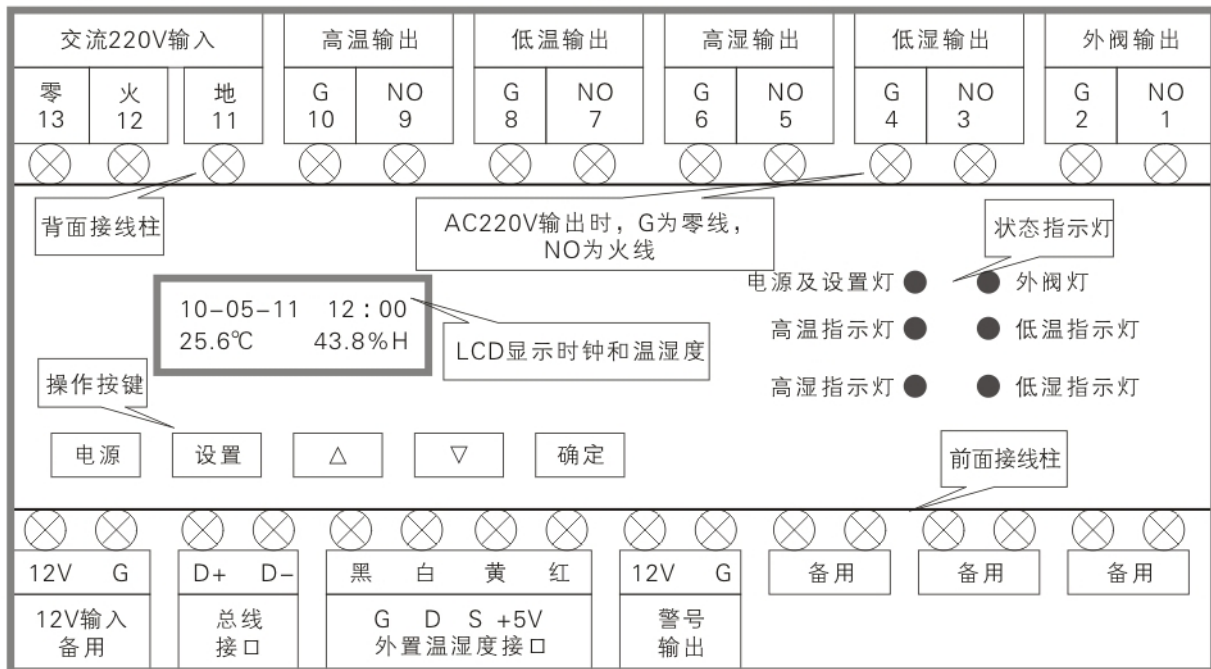 交流220V输入
高温输出
低温输出
高湿输出
低湿输出
外阀输出
零 火 地 G NO G NO G NO G NO G NO
13 12 11 10 9 8 7 6 5 4 3 2 1
背面接线柱
AC220V输出时，G为零线，
NO为火线
状态指示灯
电源及设置灯
外阀灯
10-05-11 12：00
25.6℃ 43.8%H
LCD显示时钟和温湿度
高温指示灯
低温指示灯
高湿指示灯
低湿指示灯
操作按键
电源
设置
△
▽
确定
前面接线柱
12V G
12V输入
备用
D+ D-
总线
接口
黑 白 黄 红
G D S +5V
外置温湿度接口
12V G
警号
输出
备用
备用
备用